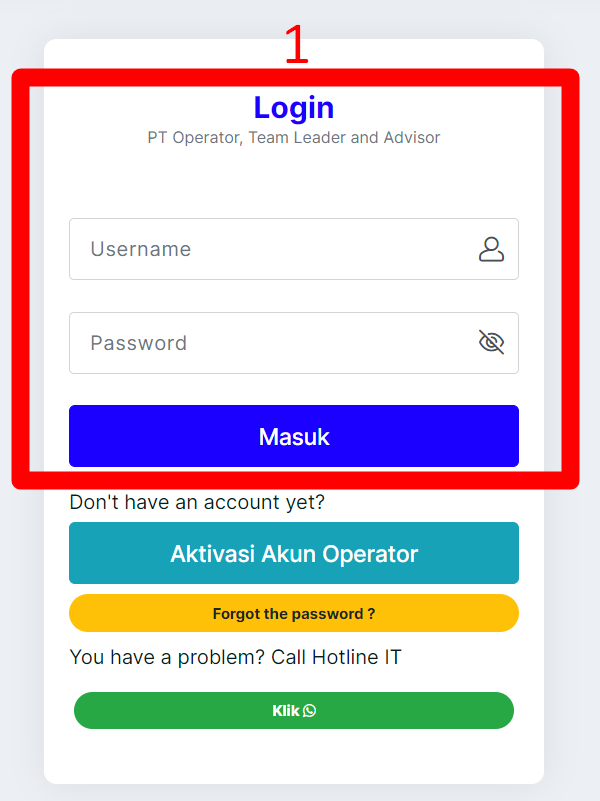 1
Login
PT Operator, Team Leader and Advisor
Username
Password
Masuk
Don't have an account yet?
Aktivasi Akun Operator
Forgot the password ?
You have a problem? Call Hotline IT
Klik